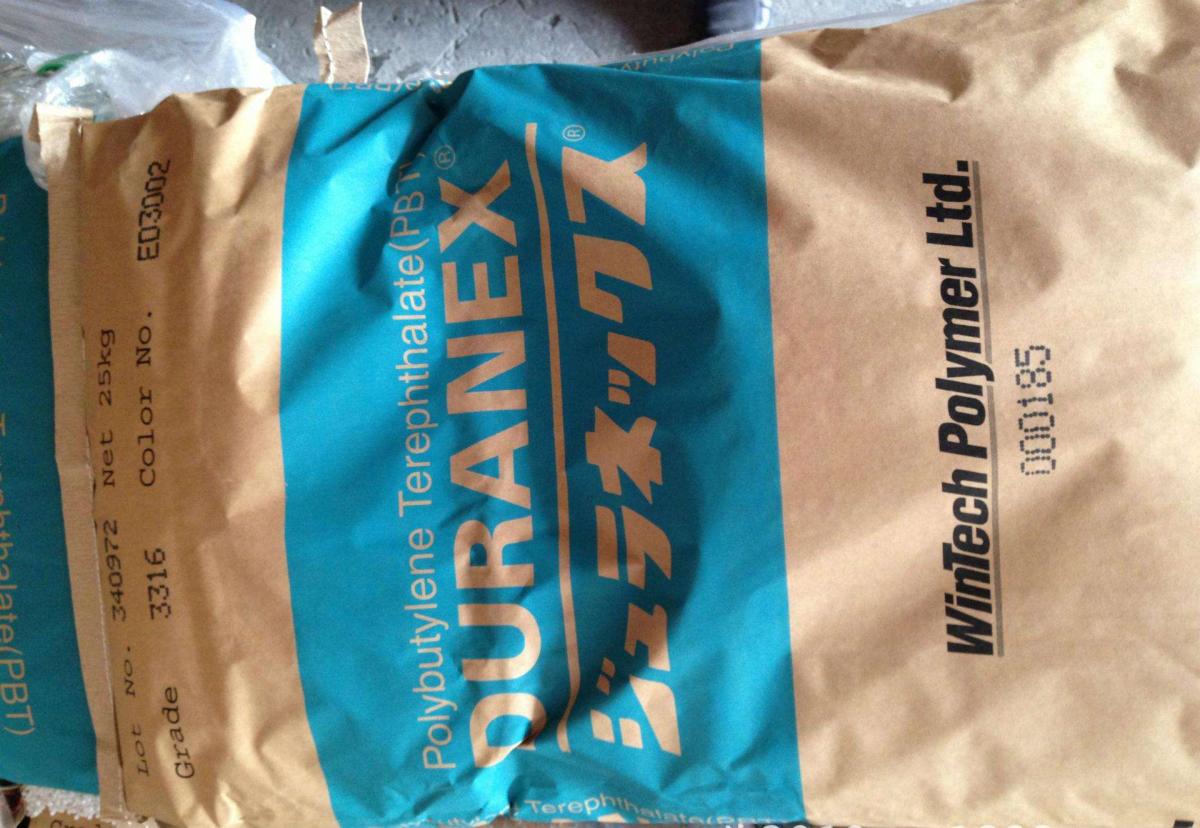 Lot No. 340972 Net 25kg
Grade 3316 Color No. ED3002
Polybutylene Terephthalate(PBT)
DURANEX®
ジュラネックス®
WinTech Polymer Ltd.
000185
Terephthalate(PBT)
Terephthalate(PBT